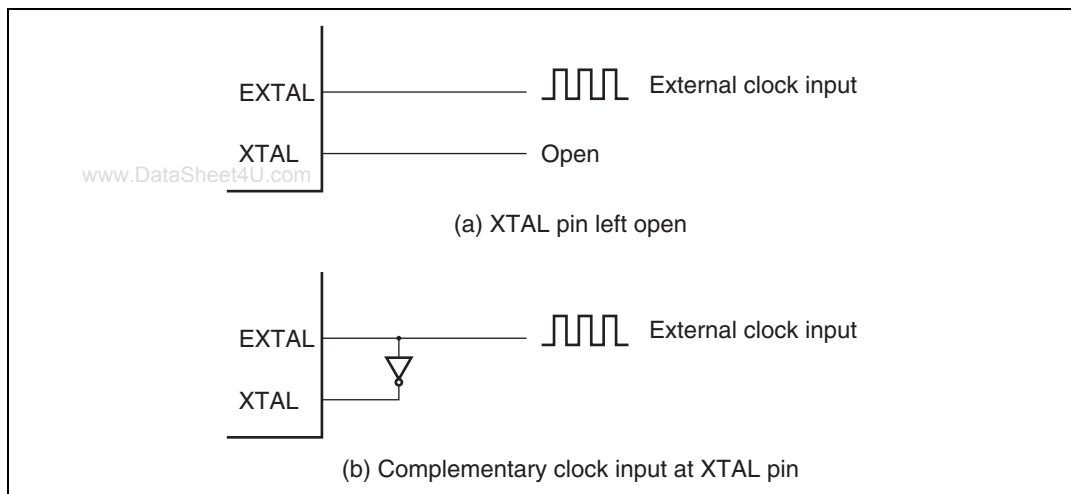 EXTAL
External clock input
XTAL
Open
www.DataSheet4U.com
(a) XTAL pin left open
EXTAL
External clock input
XTAL
(b) Complementary clock input at XTAL pin